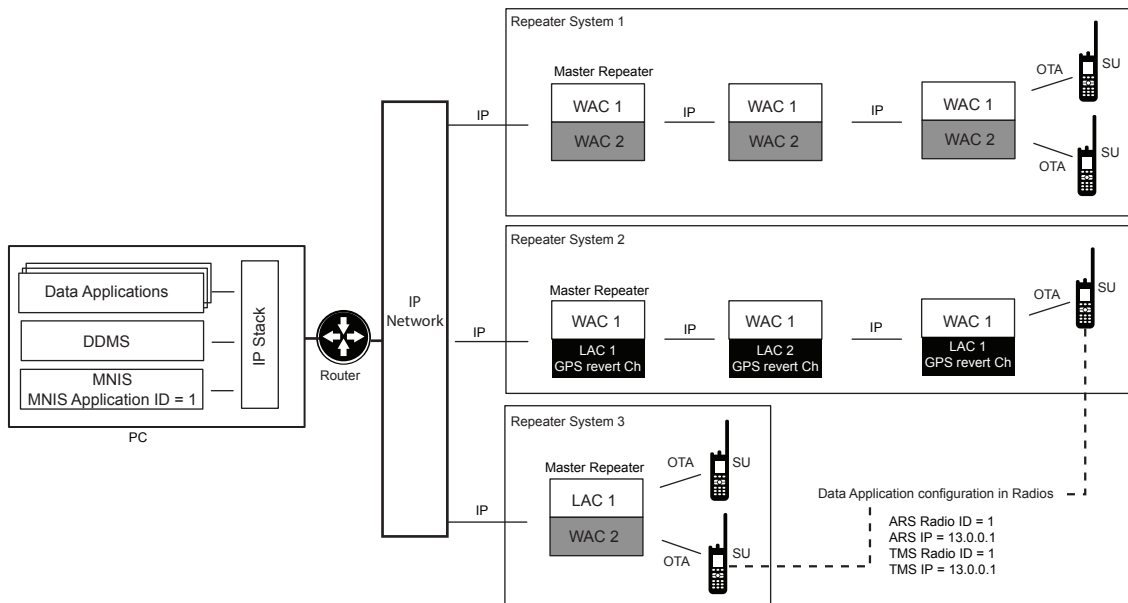 Repeater System 1
Master Repeater
WAC 1
WAC 2
IP
WAC 1
WAC 2
IP
WAC 1
WAC 2
OTA
SU
OTA
SU
IP
Repeater System 2
Master Repeater
WAC 1
LAC 1
GPS revert Ch
IP
WAC 1
LAC 2
GPS revert Ch
IP
WAC 1
LAC 1
GPS revert Ch
OTA
SU
IP
Repeater System 3
Master Repeater
LAC 1
WAC 2
OTA
SU
OTA
SU
IP
Data Applications
DDMS
MNIS
MNIS Application ID = 1
IP Stack
PC
Router
IP
Network
Data Application configuration in Radios
ARS Radio ID = 1
ARS IP = 13.0.0.1
TMS Radio ID = 1
TMS IP = 13.0.0.1